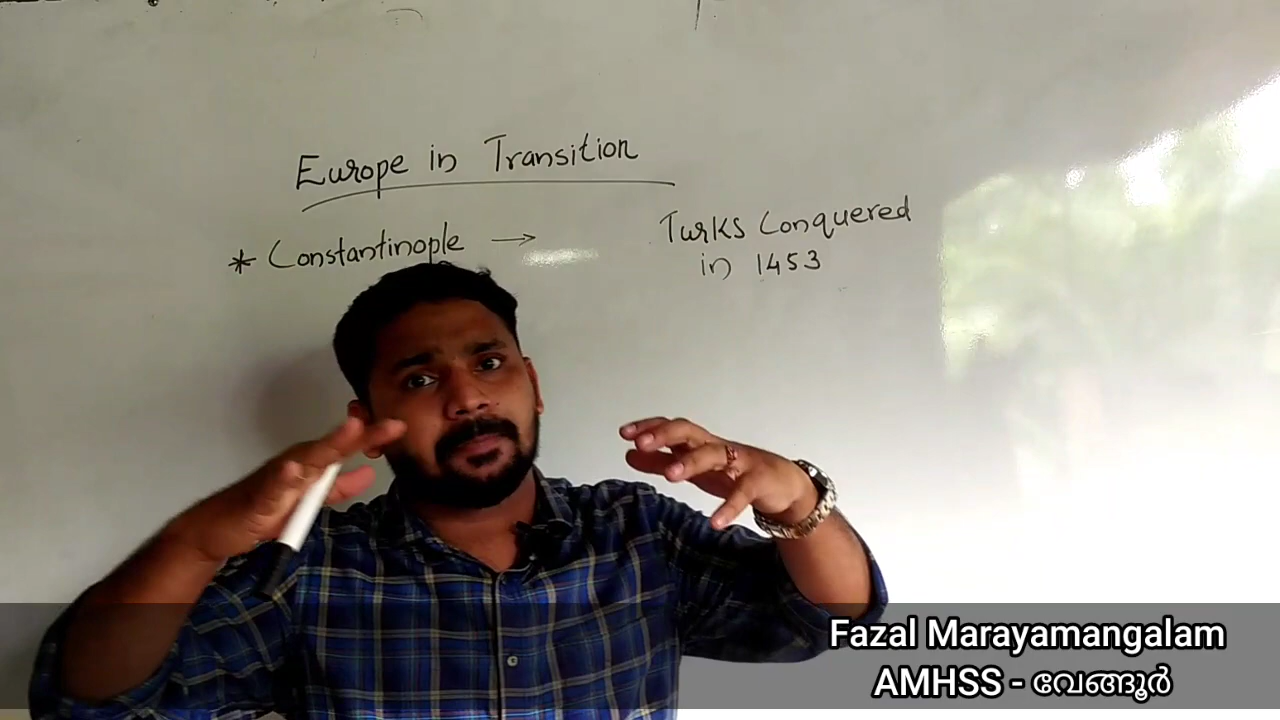 Europe in Transition
* Constantinople →
Turks Conquered
in 1453
Fazal Marayamangalam
AMHSS - വേങ്ങൂർ